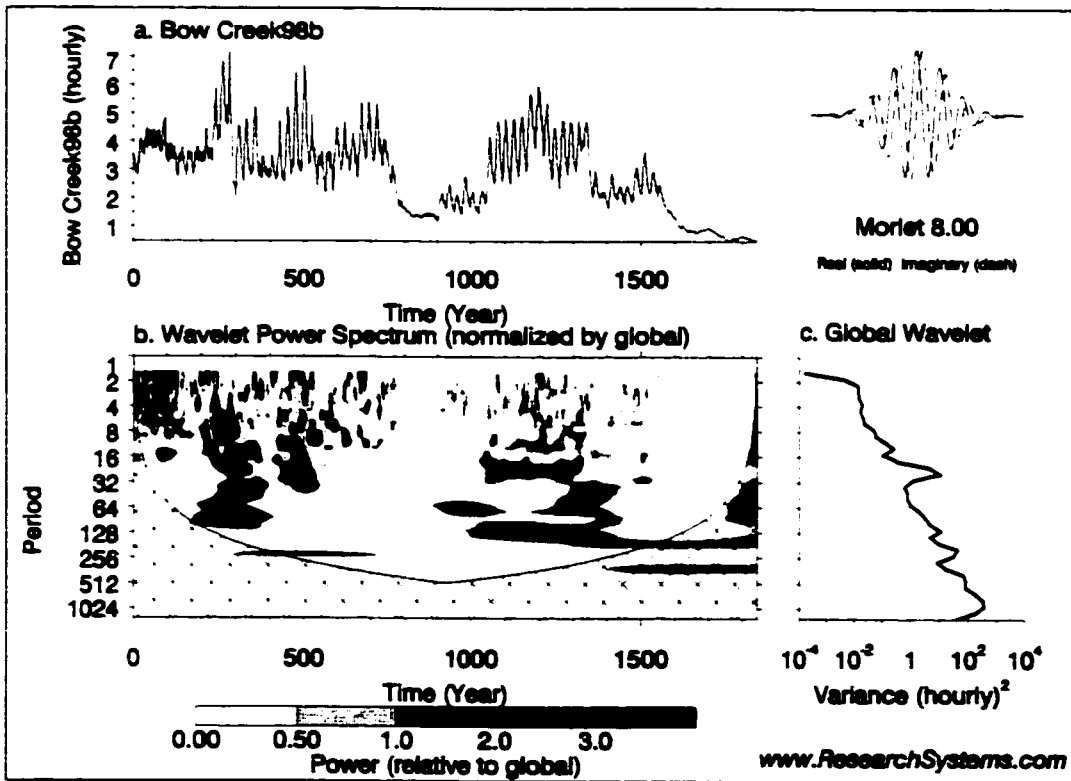 a. Bow Creek98b
Bow Creek98b (hourly)
7
6
5
4
3
2
1
0 500 1000 1500
Time (Year)
Morlet 8.00
Real (solid) Imaginary (dash)
b. Wavelet Power Spectrum (normalized by global)
Period
1
2
4
8
16
32
64
128
256
512
1024
0 500 1000 1500
Time (Year)
c. Global Wavelet
10⁻⁴ 10⁻² 1 10² 10⁴
Variance (hourly)²
0.00 0.50 1.0 2.0 3.0
Power (relative to global)
www.ResearchSystems.com